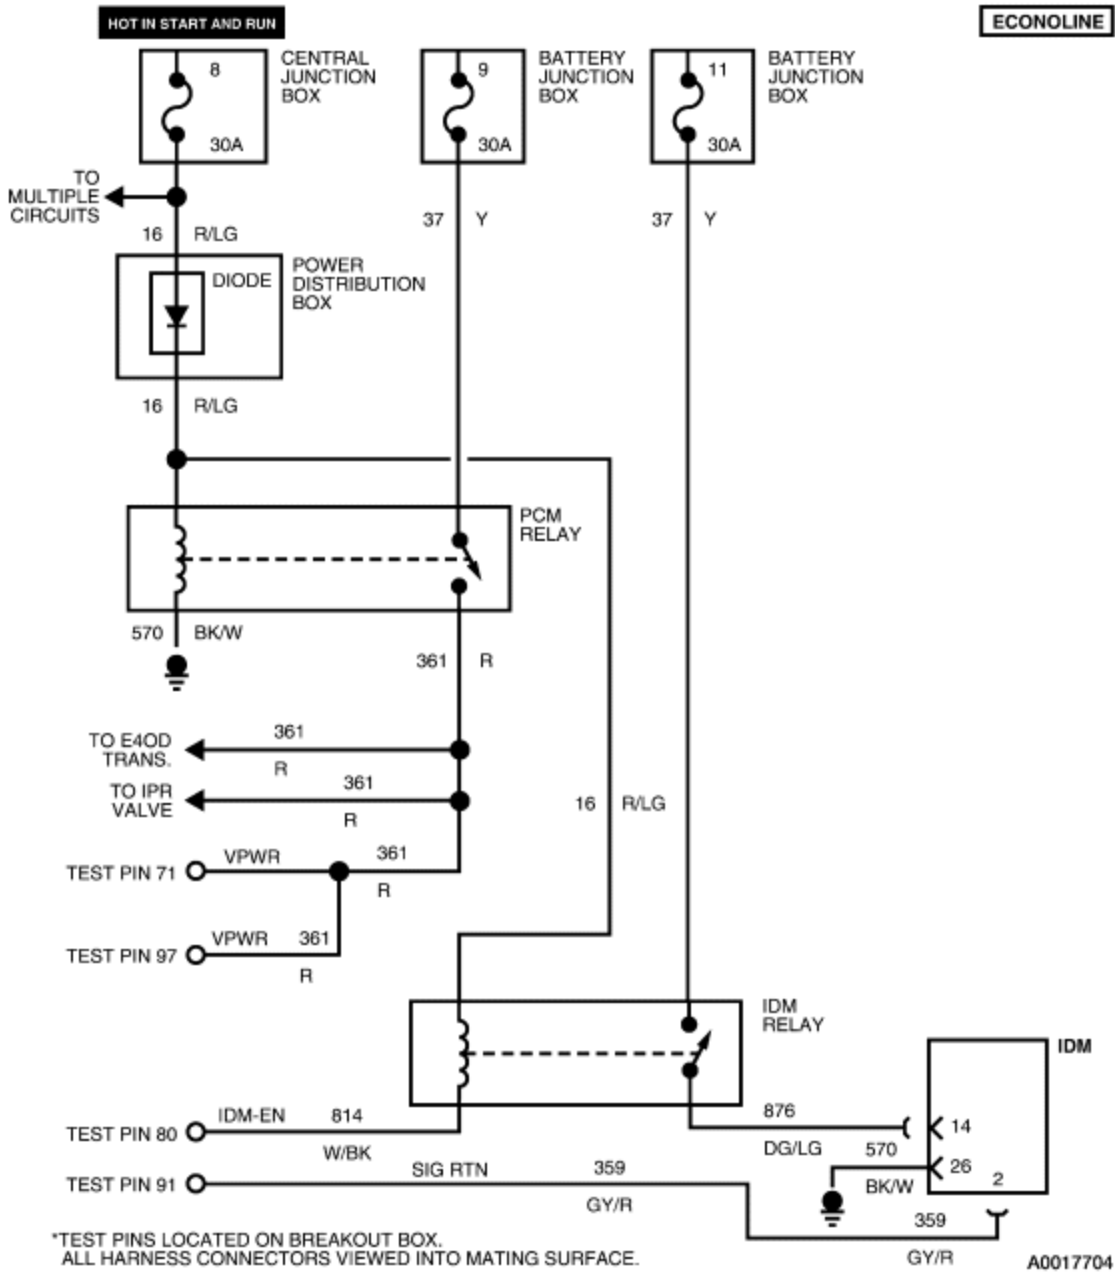 HOT IN START AND RUN
ECONOLINE
8
CENTRAL
JUNCTION
BOX
30A
9
BATTERY
JUNCTION
BOX
30A
11
BATTERY
JUNCTION
BOX
30A
TO
MULTIPLE
CIRCUITS
16 R/LG
37 Y
37 Y
DIODE
POWER
DISTRIBUTION
BOX
16 R/LG
PCM
RELAY
570 BK/W
361 R
TO E4OD
TRANS.
361
R
TO IPR
VALVE
361
R
16 R/LG
TEST PIN 71
VPWR
361
R
TEST PIN 97
VPWR
361
R
IDM
RELAY
IDM
TEST PIN 80
IDM-EN
814
W/BK
876
DG/LG
14
570
BK/W
26
2
TEST PIN 91
SIG RTN
359
GY/R
359
GY/R
*TEST PINS LOCATED ON BREAKOUT BOX.
ALL HARNESS CONNECTORS VIEWED INTO MATING SURFACE.
A0017704